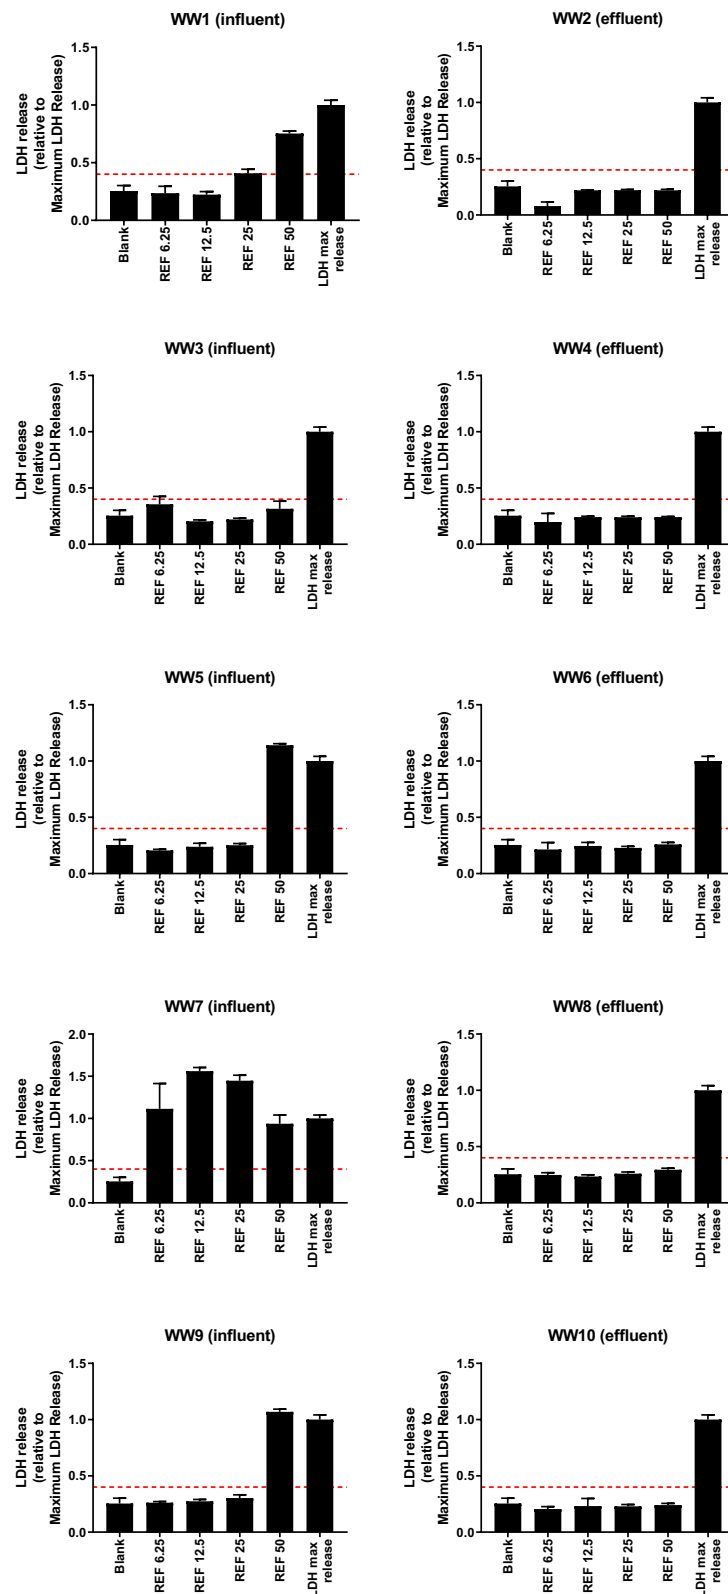 WW1 (influent)
LDH release
(relative to
Maximum LDH Release)
1.5
1.0
0.5
0.0
Blank
REF 6.25
REF 12.5
REF 25
REF 50
LDH max
release
WW2 (effluent)
LDH release
(relative to
Maximum LDH Release)
1.5
1.0
0.5
0.0
Blank
REF 6.25
REF 12.5
REF 25
REF 50
LDH max
release
WW3 (influent)
LDH release
(relative to
Maximum LDH Release)
1.5
1.0
0.5
0.0
Blank
REF 6.25
REF 12.5
REF 25
REF 50
LDH max
release
WW4 (effluent)
LDH release
(relative to
Maximum LDH Release)
1.5
1.0
0.5
0.0
Blank
REF 6.25
REF 12.5
REF 25
REF 50
LDH max
release
WW5 (influent)
LDH release
(relative to
Maximum LDH Release)
1.5
1.0
0.5
0.0
Blank
REF 6.25
REF 12.5
REF 25
REF 50
LDH max
release
WW6 (effluent)
LDH release
(relative to
Maximum LDH Release)
1.5
1.0
0.5
0.0
Blank
REF 6.25
REF 12.5
REF 25
REF 50
LDH max
release
WW7 (influent)
LDH release
(relative to
Maximum LDH Release)
2.0
1.5
1.0
0.5
0.0
Blank
REF 6.25
REF 12.5
REF 25
REF 50
LDH max
release
WW8 (effluent)
LDH release
(relative to
Maximum LDH Release)
1.5
1.0
0.5
0.0
Blank
REF 6.25
REF 12.5
REF 25
REF 50
LDH max
release
WW9 (influent)
LDH release
(relative to
Maximum LDH Release)
1.5
1.0
0.5
0.0
Blank
REF 6.25
REF 12.5
REF 25
REF 50
LDH max
release
WW10 (effluent)
LDH release
(relative to
Maximum LDH Release)
1.5
1.0
0.5
0.0
Blank
REF 6.25
REF 12.5
REF 25
REF 50
LDH max
release